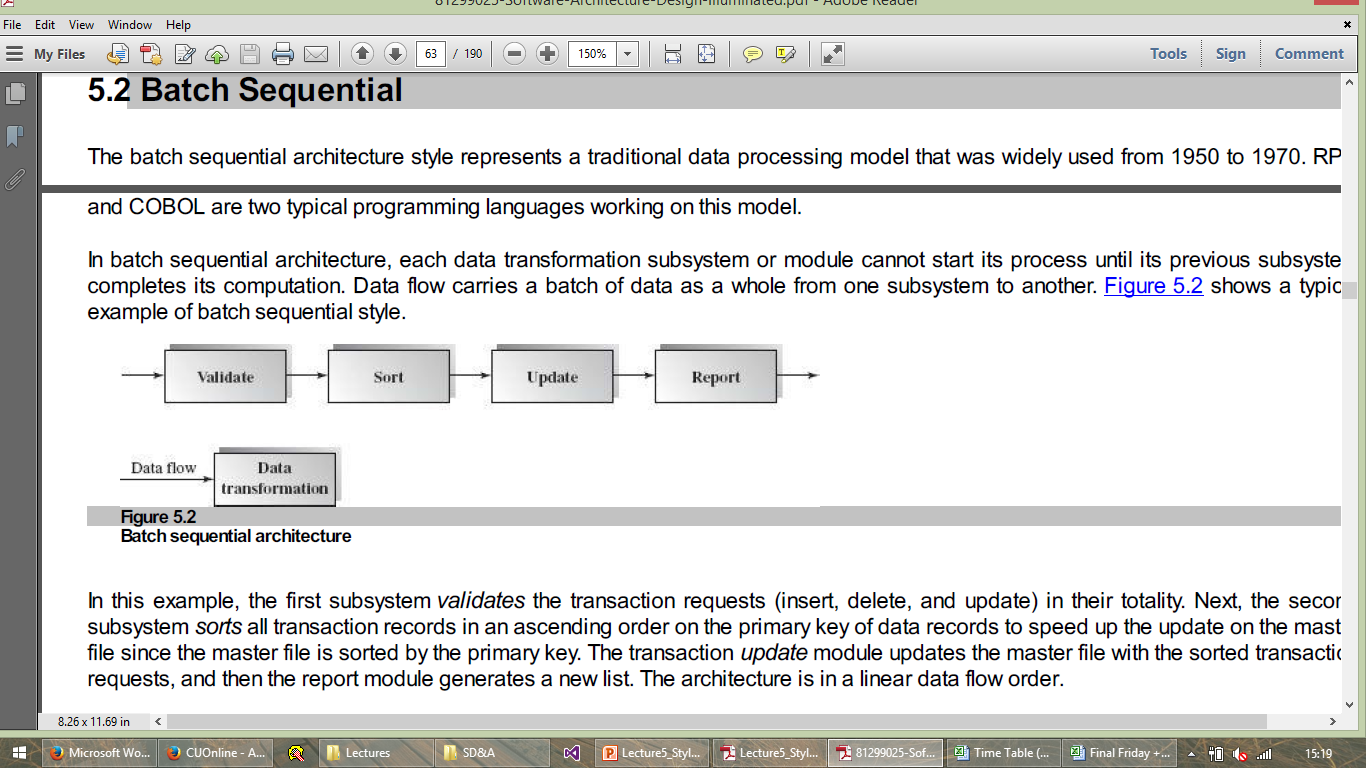 81299025-Software-Architecture-Design-Illuminated.pdf - Adobe Reader
File Edit View Window Help
My Files 63 / 190 150% Tools Sign Comment
5.2 Batch Sequential
The batch sequential architecture style represents a traditional data processing model that was widely used from 1950 to 1970. RP
and COBOL are two typical programming languages working on this model.
In batch sequential architecture, each data transformation subsystem or module cannot start its process until its previous subsyste
completes its computation. Data flow carries a batch of data as a whole from one subsystem to another. Figure 5.2 shows a typic
example of batch sequential style.
Validate Sort Update Report
Data flow Data
transformation
Figure 5.2
Batch sequential architecture
In this example, the first subsystem validates the transaction requests (insert, delete, and update) in their totality. Next, the secon
subsystem sorts all transaction records in an ascending order on the primary key of data records to speed up the update on the mast
file since the master file is sorted by the primary key. The transaction update module updates the master file with the sorted transactio
requests, and then the report module generates a new list. The architecture is in a linear data flow order.
8.26 x 11.69 in
Microsoft Wo... CUOnline - A... Lectures SD&A Lecture5_Styl... Lecture5_Styl... 81299025-Sof... Time Table (... Final Friday +... 15:19